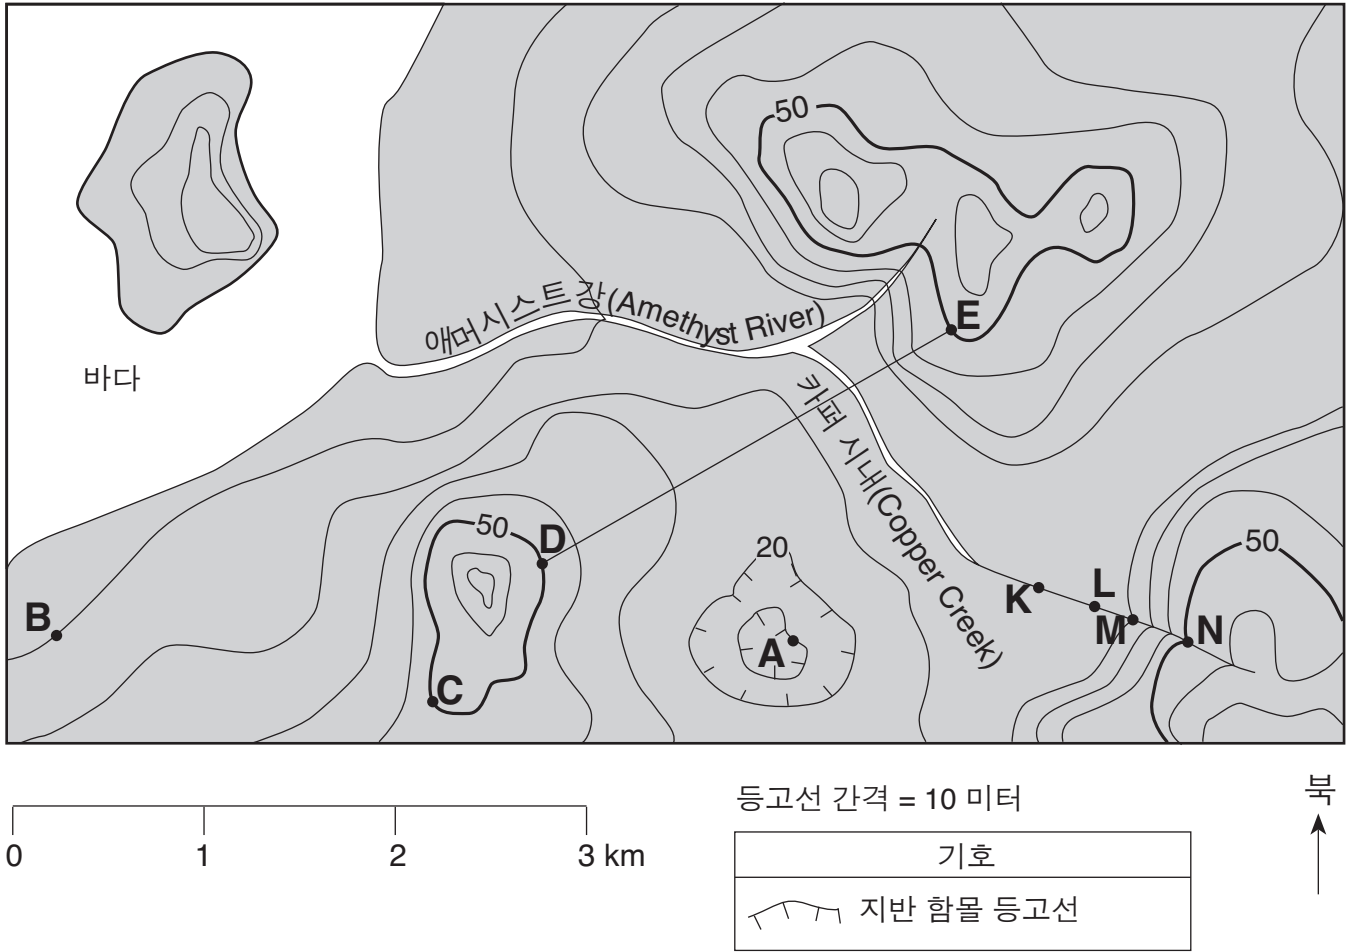 50
애머시스트 강(Amethyst River)
E
바다
카퍼 시내(Copper Creek)
50
D
20
50
B
K
L
M
N
A
C
등고선 간격 = 10 미터
북
0 1 2 3 km
기호
지반 함몰 등고선